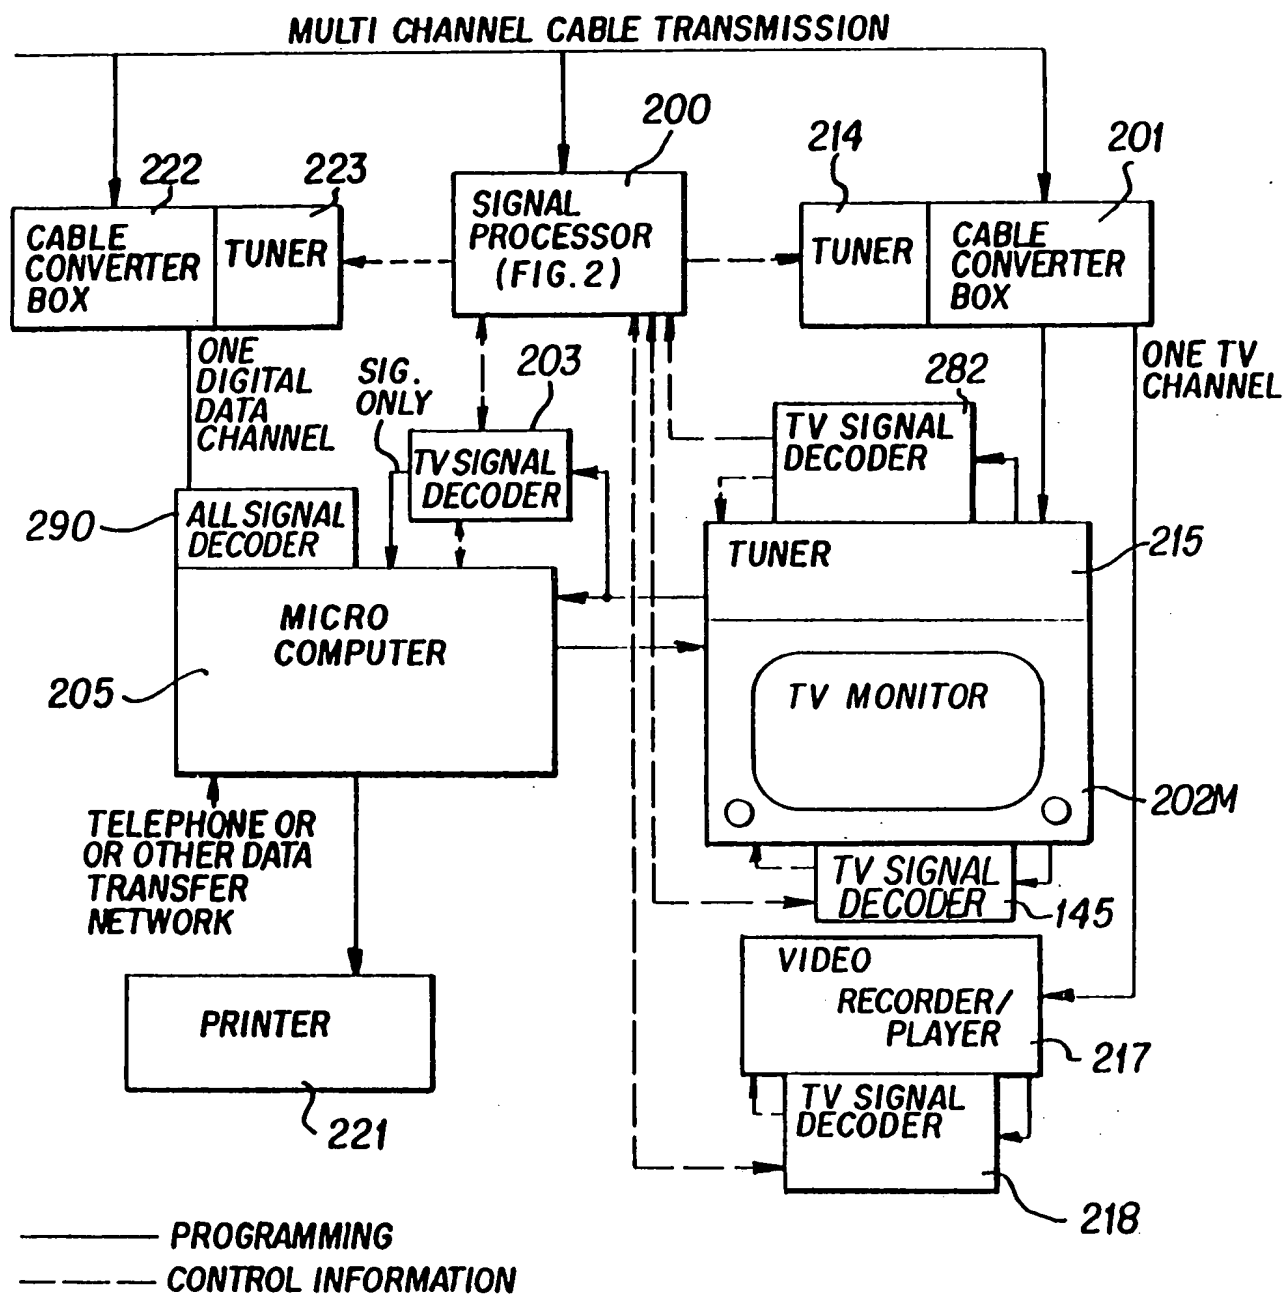 MULTI CHANNEL CABLE TRANSMISSION
200
214
201
222
223
SIGNAL
PROCESSOR
(FIG. 2)
CABLE
CONVERTER
BOX
TUNER
TUNER
CABLE
CONVERTER
BOX
ONE
DIGITAL
DATA
CHANNEL
SIG.
ONLY
203
282
ONE TV
CHANNEL
TV SIGNAL
DECODER
TV SIGNAL
DECODER
290
ALL SIGNAL
DECODER
TUNER
215
MICRO
COMPUTER
205
TV MONITOR
202M
TELEPHONE OR
OR OTHER DATA
TRANSFER
NETWORK
TV SIGNAL
DECODER
145
VIDEO
RECORDER/
PLAYER
217
PRINTER
221
TV SIGNAL
DECODER
218
PROGRAMMING
CONTROL INFORMATION